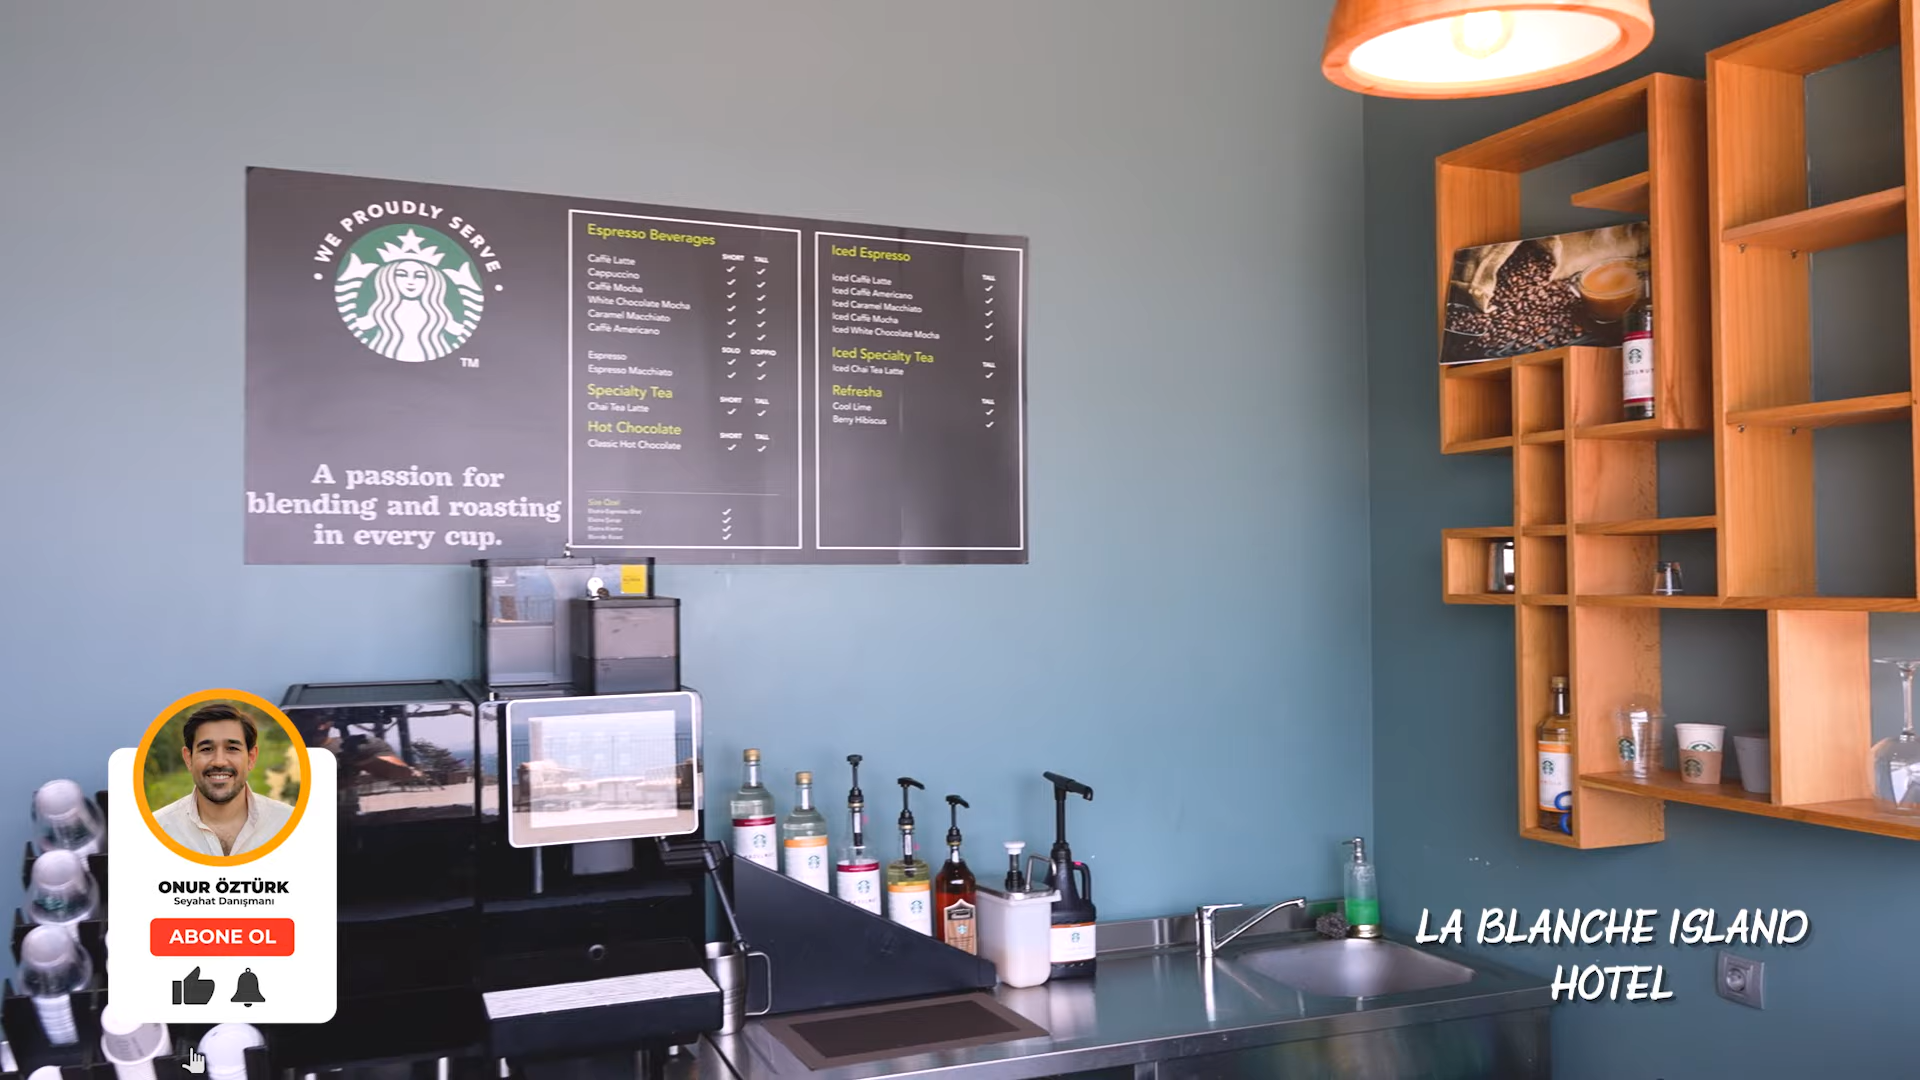 WE PROUDLY SERVE
TM
A passion for
blending and roasting
in every cup.
Espresso Beverages
SHORT TALL
Caffè Latte
Cappuccino
Caffè Mocha
White Chocolate Mocha
Caramel Macchiato
Caffè Americano
SOLO DOPPIO
Espresso
Espresso Macchiato
Specialty Tea
SHORT TALL
Chai Tea Latte
Hot Chocolate
SHORT TALL
Classic Hot Chocolate
Iced Espresso
TALL
Iced Caffè Latte
Iced Caffè Americano
Iced Caramel Macchiato
Iced Caffè Mocha
Iced White Chocolate Mocha
Iced Specialty Tea
TALL
Iced Chai Tea Latte
Refresha
TALL
Cool Lime
Berry Hibiscus
ONUR ÖZTÜRK
Seyahat Danışmanı
ABONE OL
LA BLANCHE ISLAND
HOTEL